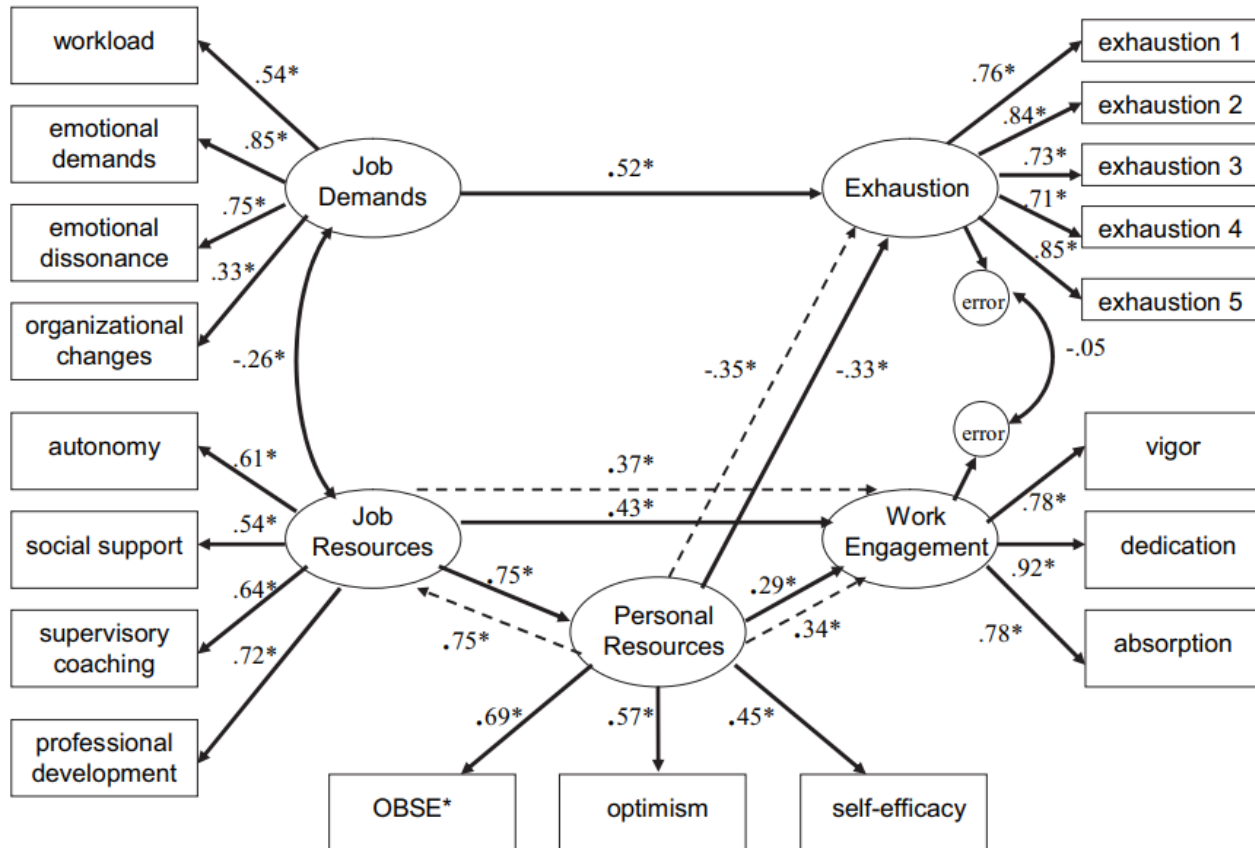 workload
emotional
demands
emotional
dissonance
organizational
changes
.54*
.85*
.75*
.33*
Job
Demands
.52*
Exhaustion
.76*
.84*
.73*
.71*
.85*
exhaustion 1
exhaustion 2
exhaustion 3
exhaustion 4
exhaustion 5
error
-.05
error
-.26*
-.35*
-.33*
autonomy
social support
supervisory
coaching
professional
development
.61*
.54*
.64*
.72*
Job
Resources
.37*
.43*
Work
Engagement
.78*
.92*
.78*
vigor
dedication
absorption
.75*
.75*
Personal
Resources
.29*
.34*
.69*
.57*
.45*
OBSE*
optimism
self-efficacy